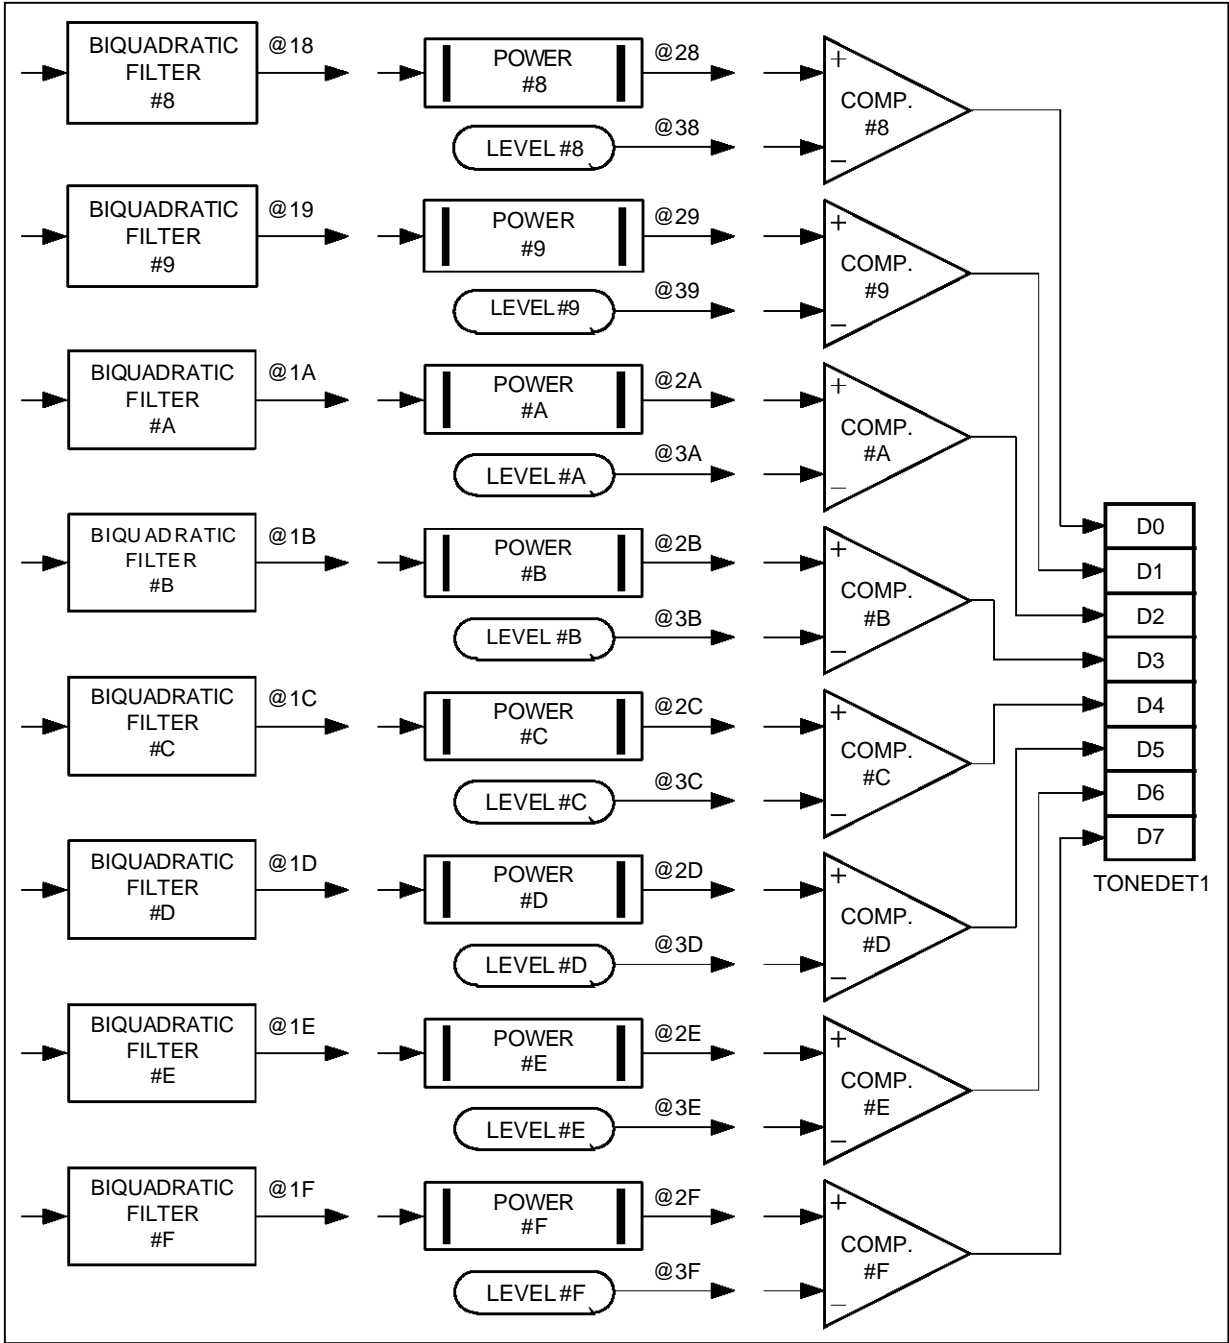 BIQUADRATIC
FILTER
#8
@18
POWER
#8
@28
LEVEL #8
@38
+
COMP.
#8
−
BIQUADRATIC
FILTER
#9
@19
POWER
#9
@29
LEVEL #9
@39
+
COMP.
#9
−
BIQUADRATIC
FILTER
#A
@1A
POWER
#A
@2A
LEVEL #A
@3A
+
COMP.
#A
−
BIQUADRATIC
FILTER
#B
@1B
POWER
#B
@2B
LEVEL #B
@3B
+
COMP.
#B
−
BIQUADRATIC
FILTER
#C
@1C
POWER
#C
@2C
LEVEL #C
@3C
+
COMP.
#C
−
BIQUADRATIC
FILTER
#D
@1D
POWER
#D
@2D
LEVEL #D
@3D
+
COMP.
#D
−
BIQUADRATIC
FILTER
#E
@1E
POWER
#E
@2E
LEVEL #E
@3E
+
COMP.
#E
−
BIQUADRATIC
FILTER
#F
@1F
POWER
#F
@2F
LEVEL #F
@3F
+
COMP.
#F
−
D0
D1
D2
D3
D4
D5
D6
D7
TONEDET1